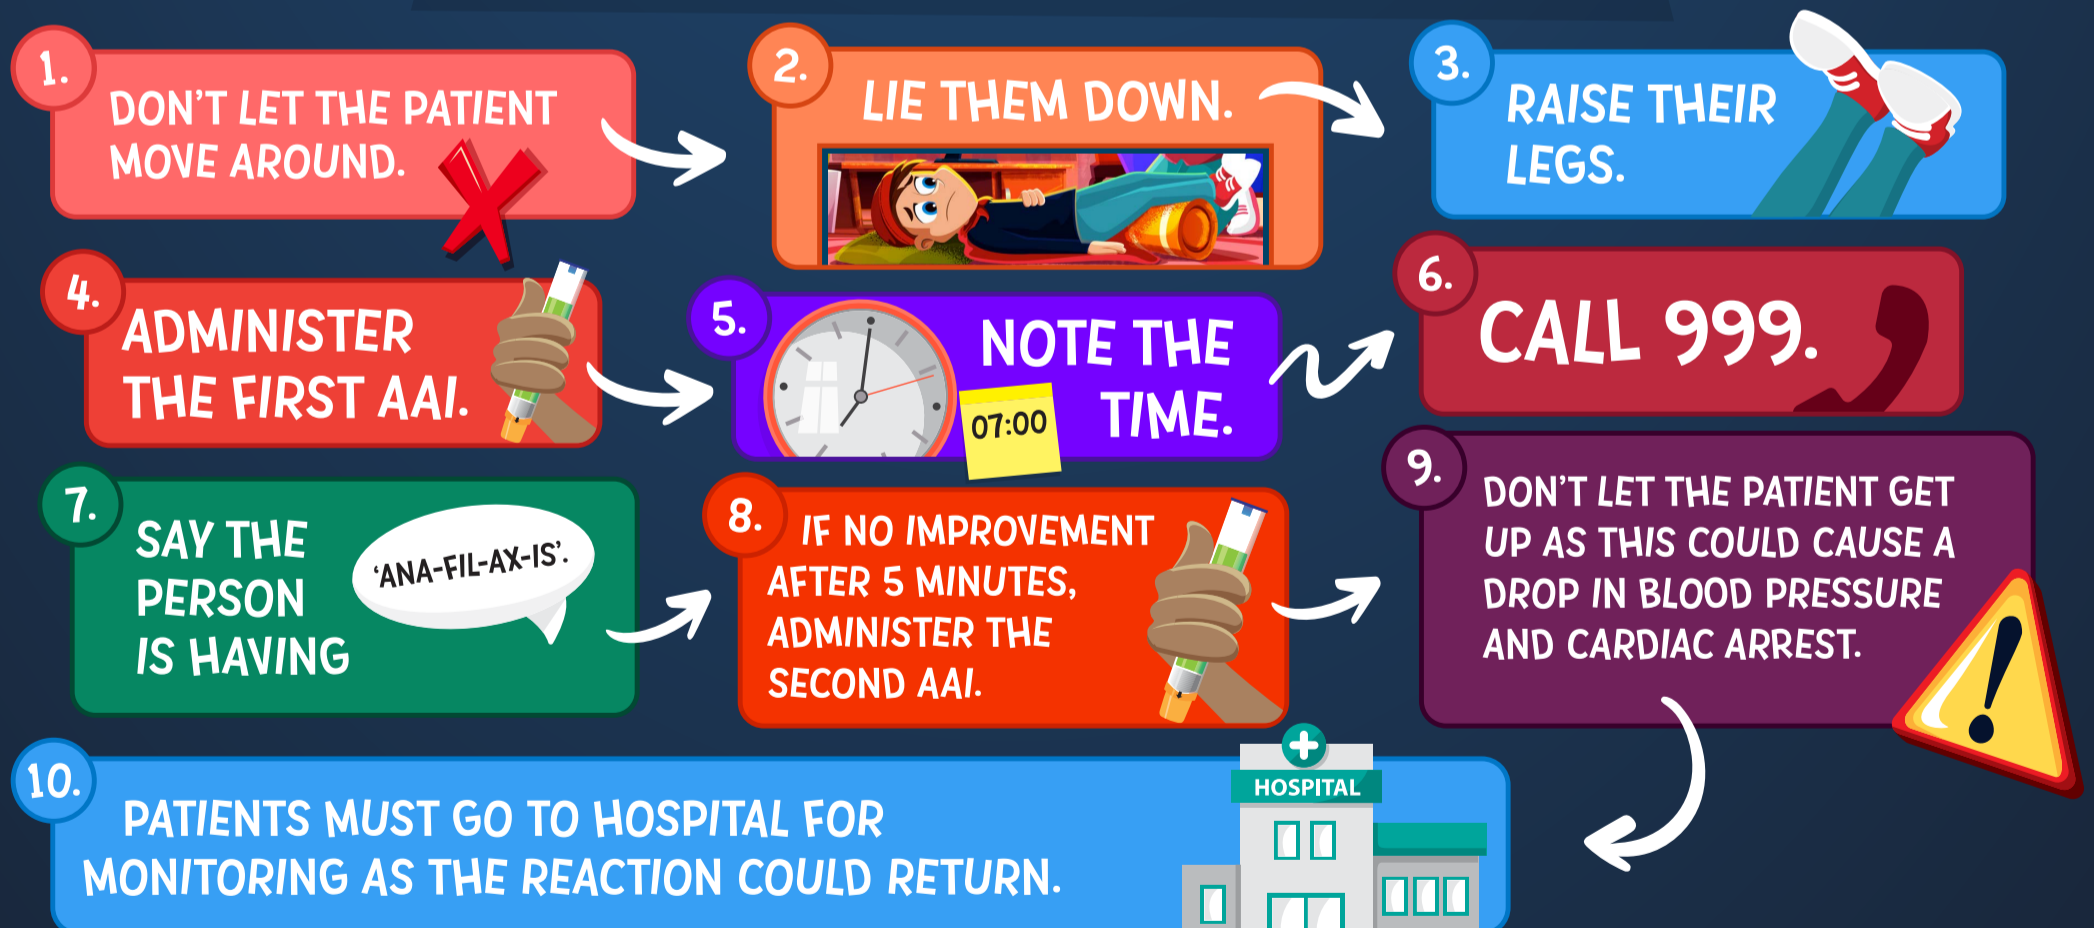 1.
DON'T LET THE PATIENT
MOVE AROUND.
2.
LIE THEM DOWN.
3.
RAISE THEIR
LEGS.
4.
ADMINISTER
THE FIRST AAI.
5.
NOTE THE
TIME.
07:00
6.
CALL 999.
7.
SAY THE
PERSON
IS HAVING
'ANA-FIL-AX-IS'.
8.
IF NO IMPROVEMENT
AFTER 5 MINUTES,
ADMINISTER THE
SECOND AAI.
9.
DON'T LET THE PATIENT GET
UP AS THIS COULD CAUSE A
DROP IN BLOOD PRESSURE
AND CARDIAC ARREST.
10.
PATIENTS MUST GO TO HOSPITAL FOR
MONITORING AS THE REACTION COULD RETURN.
HOSPITAL